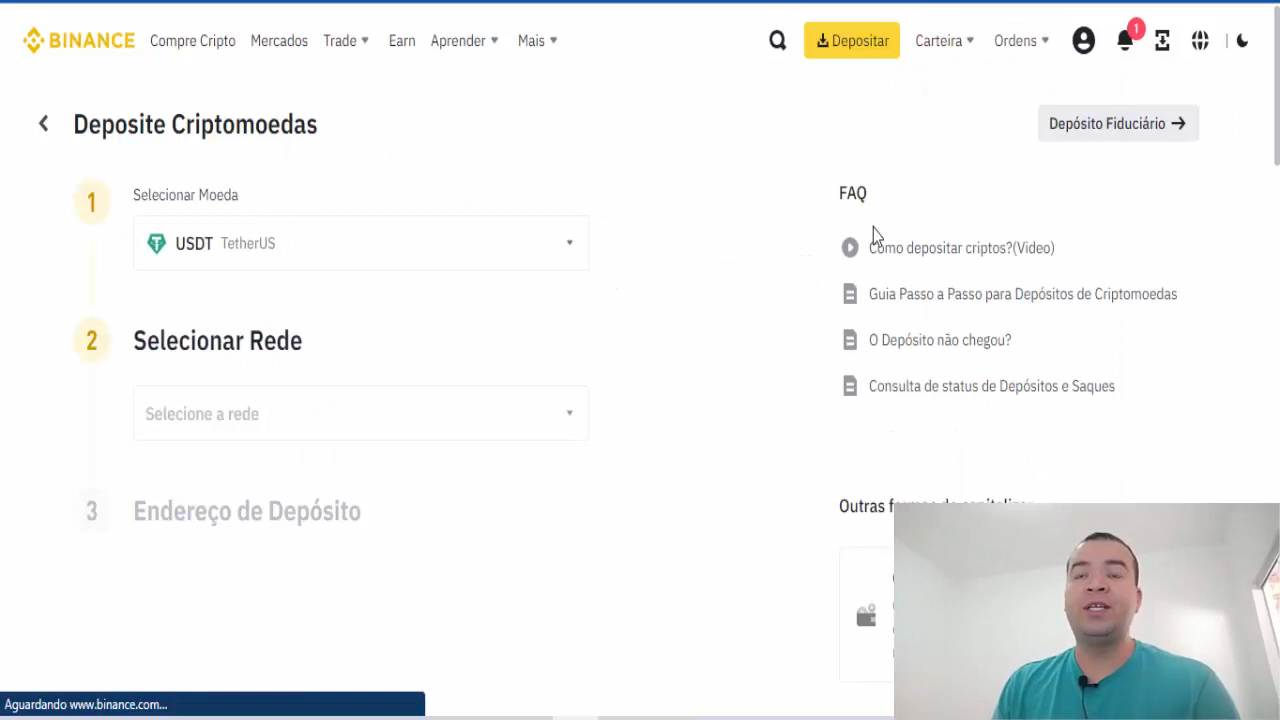 BINANCE Compre Cripto Mercados Trade Earn Aprender Mais Depositar Carteira Ordens 1
Deposite Criptomoedas
Depósito Fiduciário
1
Selecionar Moeda
USDT TetherUS
2
Selecionar Rede
Selecione a rede
3
Endereço de Depósito
FAQ
Como depositar criptos?(Video)
Guia Passo a Passo para Depósitos de Criptomoedas
O Depósito não chegou?
Consulta de status de Depósitos e Saques
Outras
Aguardando www.binance.com...